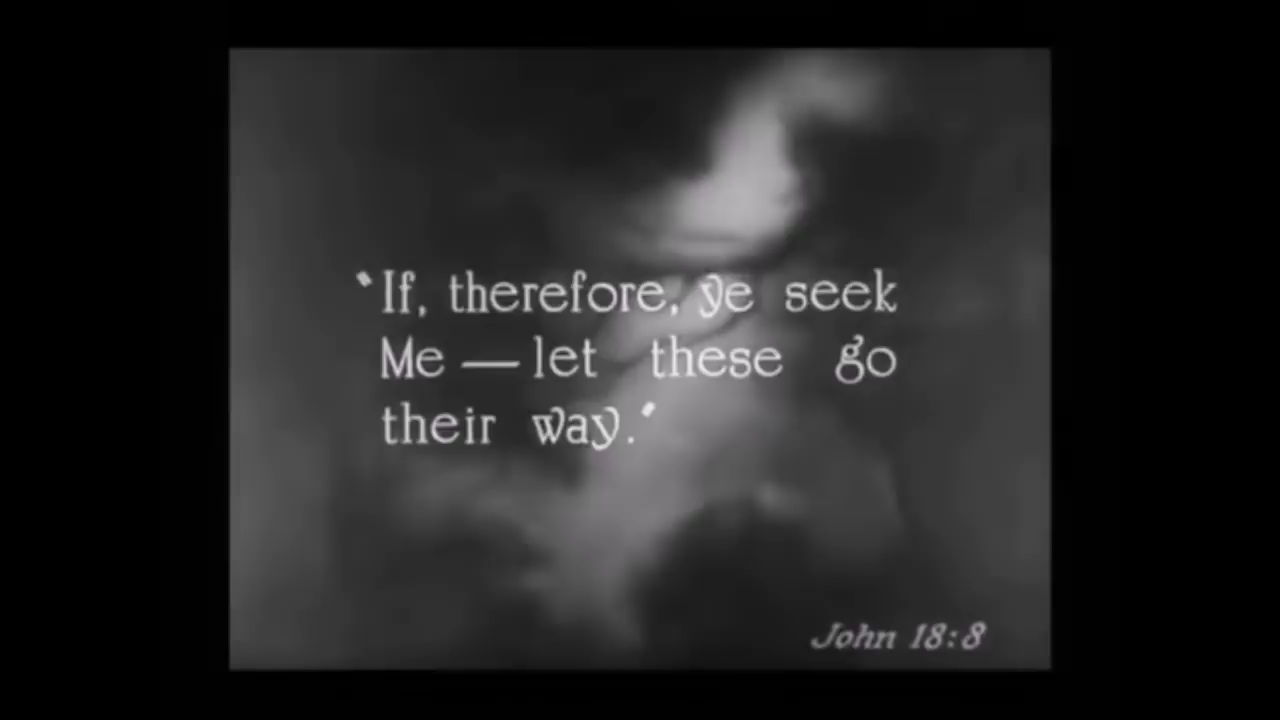 "If, therefore, ye seek
Me — let these go
their way."
John 18:8